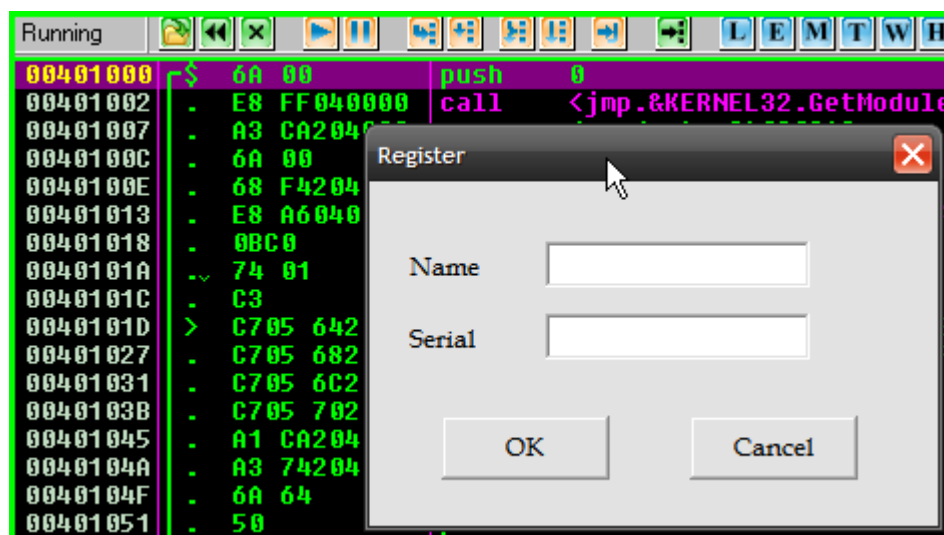 Running L E M T W H
00401000 $ 6A 00 push 0
00401002 . E8 FF040000 call <jmp.&KERNEL32.GetModule
00401007 . A3 CA204
0040100C . 6A 00
0040100E . 68 F4204
00401013 . E8 A6040
00401018 . 0BC0
0040101A . 74 01
0040101C . C3
0040101D > C705 642
00401027 . C705 682
00401031 . C705 6C2
0040103B . C705 702
00401045 . A1 CA204
0040104A . A3 74204
0040104F . 6A 64
00401051 . 50
Register
Name
Serial
OK Cancel